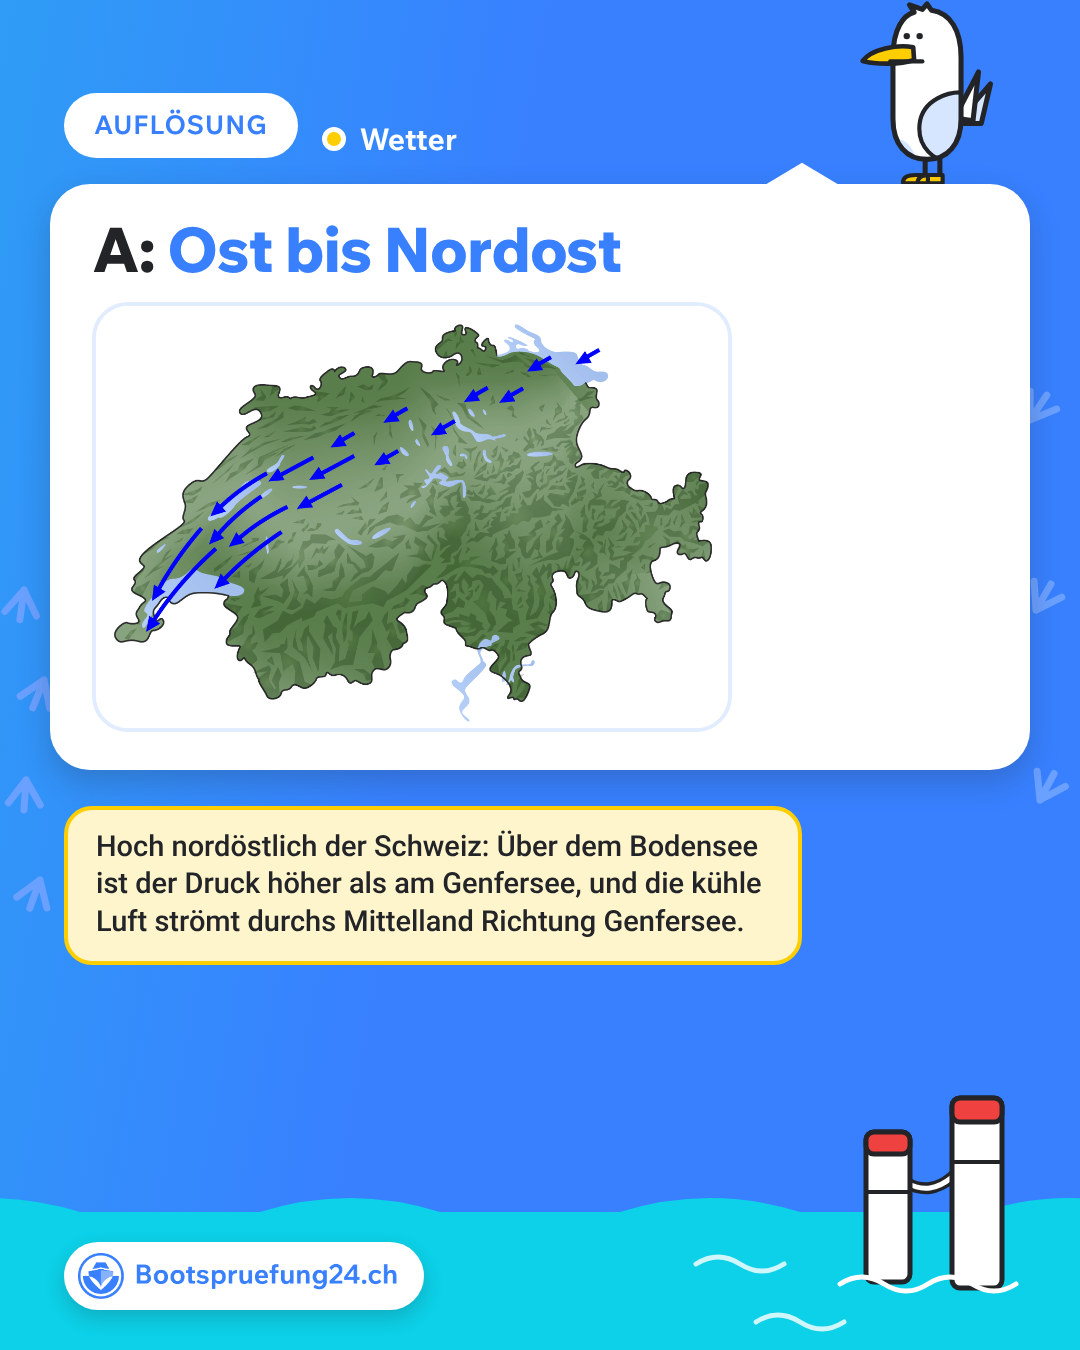 AUFLÖSUNG
Wetter
A: Ost bis Nordost
Hoch nordöstlich der Schweiz: Über dem Bodensee
ist der Druck höher als am Genfersee, und die kühle
Luft strömt durchs Mittelland Richtung Genfersee.
Bootspruefung24.ch